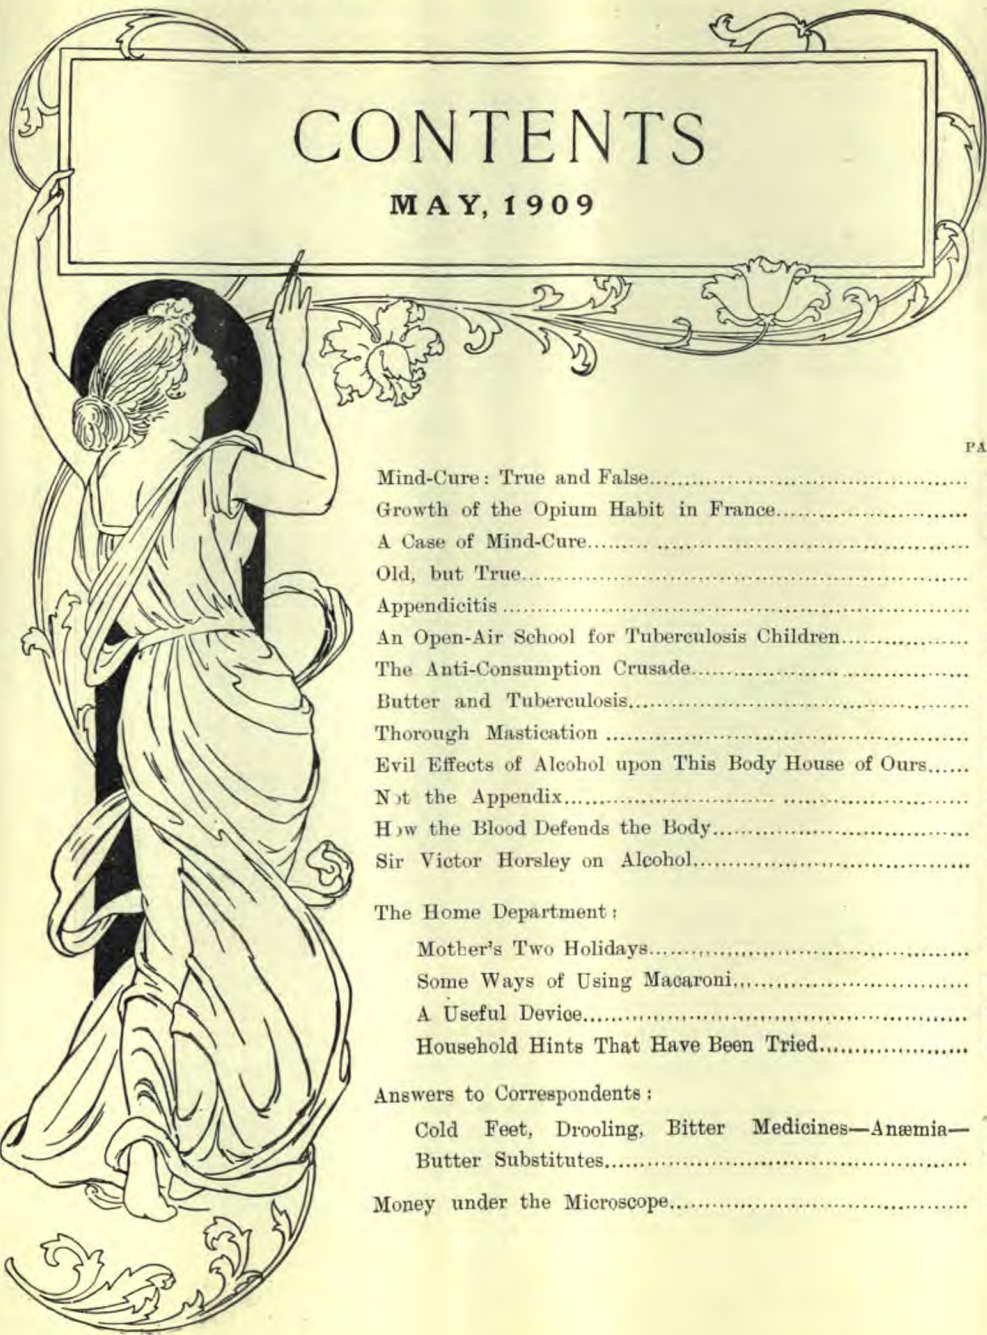 CONTENTS
MAY, 1909
PA
Mind-Cure: True and False........................................
Growth of the Opium Habit in France........................
A Case of Mind-Cure................................................
Old, but True........................................................
Appendicitis ..........................................................
An Open-Air School for Tuberculosis Children................
The Anti-Consumption Crusade...................................
Butter and Tuberculosis...........................................
Thorough Mastication ..............................................
Evil Effects of Alcohol upon This Body House of Ours......
Not the Appendix...................................................
How the Blood Defends the Body................................
Sir Victor Horsley on Alcohol...................................
The Home Department:
Mother's Two Holidays........................................
Some Ways of Using Macaroni..............................
A Useful Device................................................
Household Hints That Have Been Tried.....................
Answers to Correspondents:
Cold Feet, Drooling, Bitter Medicines—Anæmia—
Butter Substitutes.............................................
Money under the Microscope.....................................